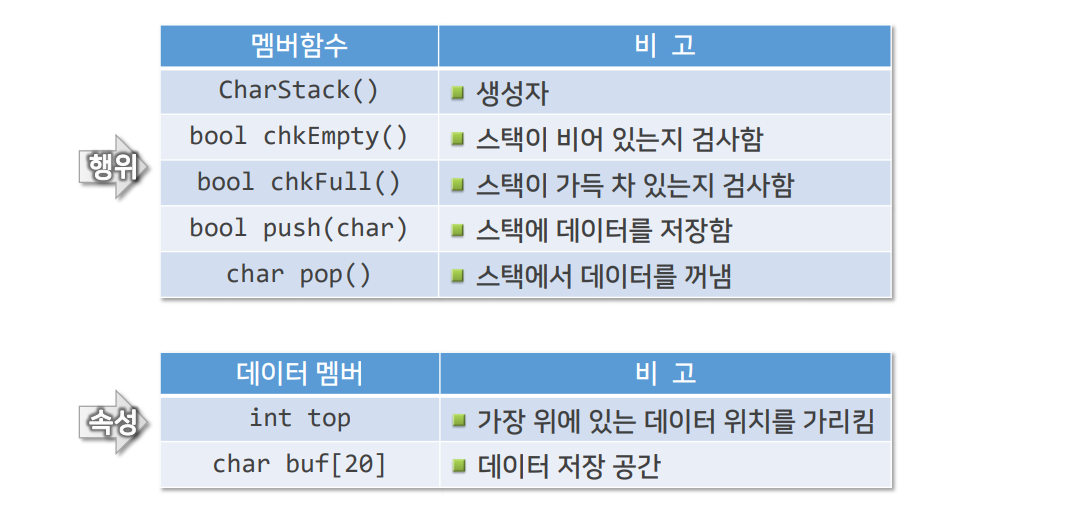 멤버함수 비 고
CharStack() 생성자
bool chkEmpty() 스택이 비어 있는지 검사함
행위
bool chkFull() 스택이 가득 차 있는지 검사함
bool push(char) 스택에 데이터를 저장함
char pop() 스택에서 데이터를 꺼냄
데이터 멤버 비 고
속성
int top 가장 위에 있는 데이터 위치를 가리킴
char buf[20] 데이터 저장 공간